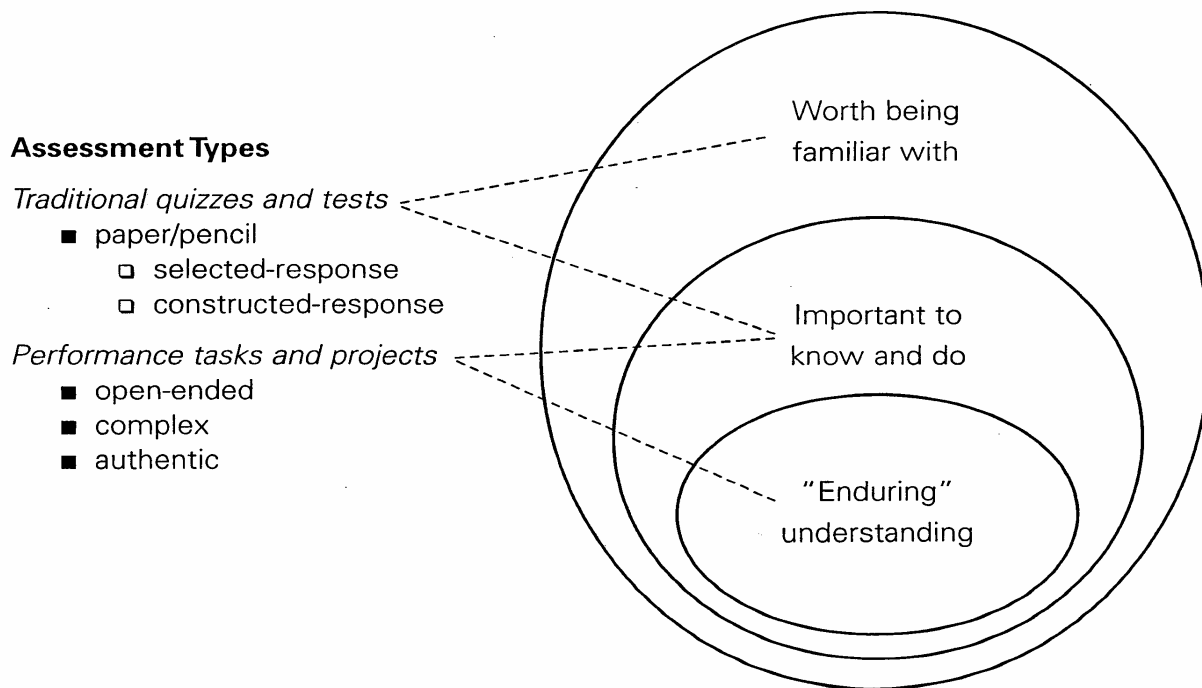 Assessment Types
Traditional quizzes and tests
■ paper/pencil
❑ selected-response
❑ constructed-response
Performance tasks and projects
■ open-ended
■ complex
■ authentic
Worth being
familiar with
Important to
know and do
"Enduring"
understanding